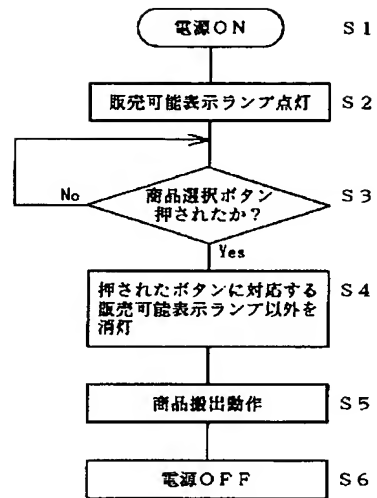 電源ON S1
販売可能表示ランプ点灯 S2
商品選択ボタン
押されたか? S3
No
Yes
押されたボタンに対応する
販売可能表示ランプ以外を
消灯 S4
商品搬出動作 S5
電源OFF S6